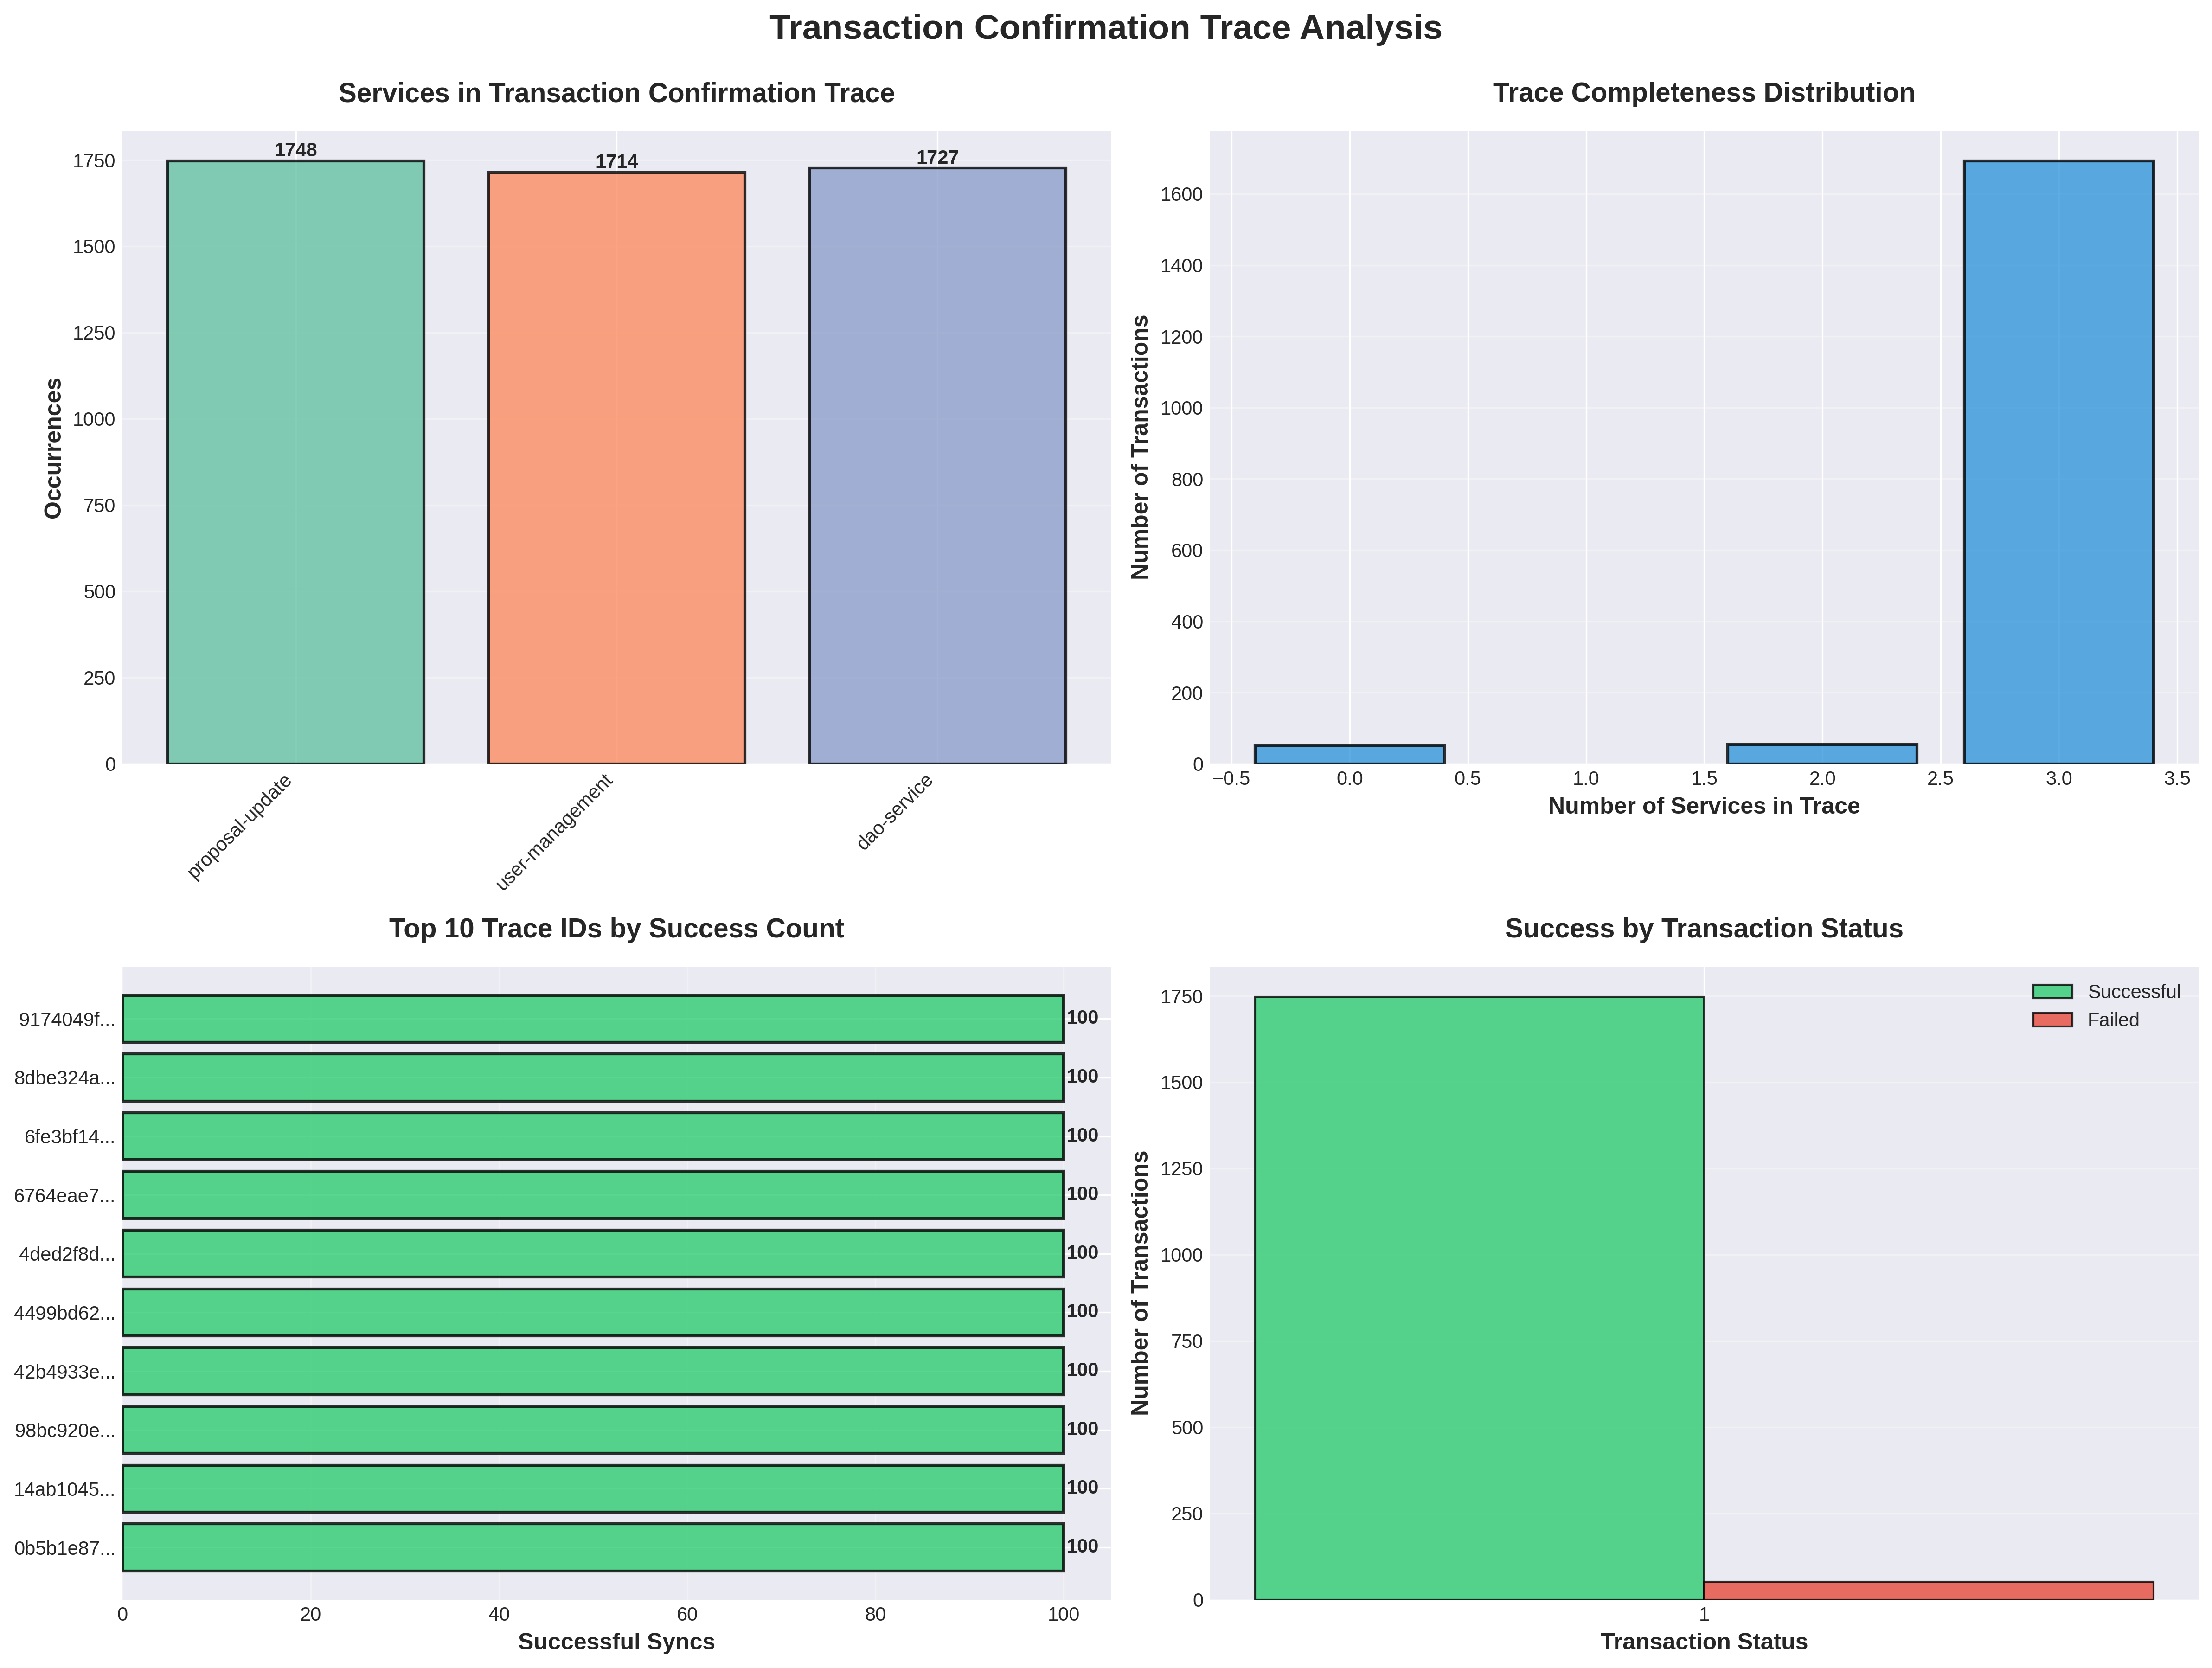 Transaction Confirmation Trace Analysis
Services in Transaction Confirmation Trace
Occurrences
1750
1500
1250
1000
750
500
250
0
1748
1714
1727
proposal-update
user-management
dao-service
Trace Completeness Distribution
Number of Transactions
1600
1400
1200
1000
800
600
400
200
0
−0.5
0.0
0.5
1.0
1.5
2.0
2.5
3.0
3.5
Number of Services in Trace
Top 10 Trace IDs by Success Count
9174049f... 100
8dbe324a... 100
6fe3bf14... 100
6764eae7... 100
4ded2f8d... 100
4499bd62... 100
42b4933e... 100
98bc920e... 100
14ab1045... 100
0b5b1e87... 100
0
20
40
60
80
100
Successful Syncs
Success by Transaction Status
Successful
Failed
Number of Transactions
1750
1500
1250
1000
750
500
250
0
1
Transaction Status